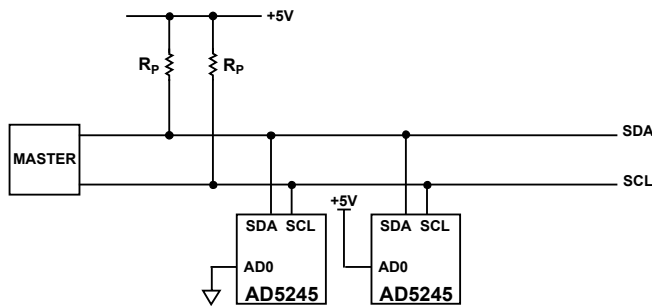 +5V
RP RP
SDA
MASTER
SCL
+5V
SDA SCL SDA SCL
AD0 AD0
AD5245 AD5245